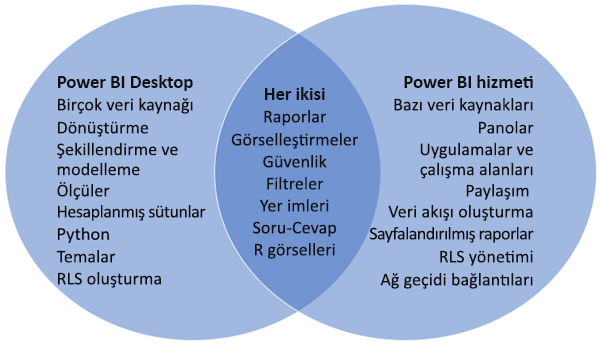 Power BI Desktop
Birçok veri kaynağı
Dönüştürme
Şekillendirme ve
modelleme
Ölçüler
Hesaplanmış sütunlar
Python
Temalar
RLS oluşturma
Her ikisi
Raporlar
Görselleştirmeler
Güvenlik
Filtreler
Yer imleri
Soru-Cevap
R görselleri
Power BI hizmeti
Bazı veri kaynakları
Panolar
Uygulamalar ve
çalışma alanları
Paylaşım
Veri akışı oluşturma
Sayfalandırılmış raporlar
RLS yönetimi
Ağ geçidi bağlantıları